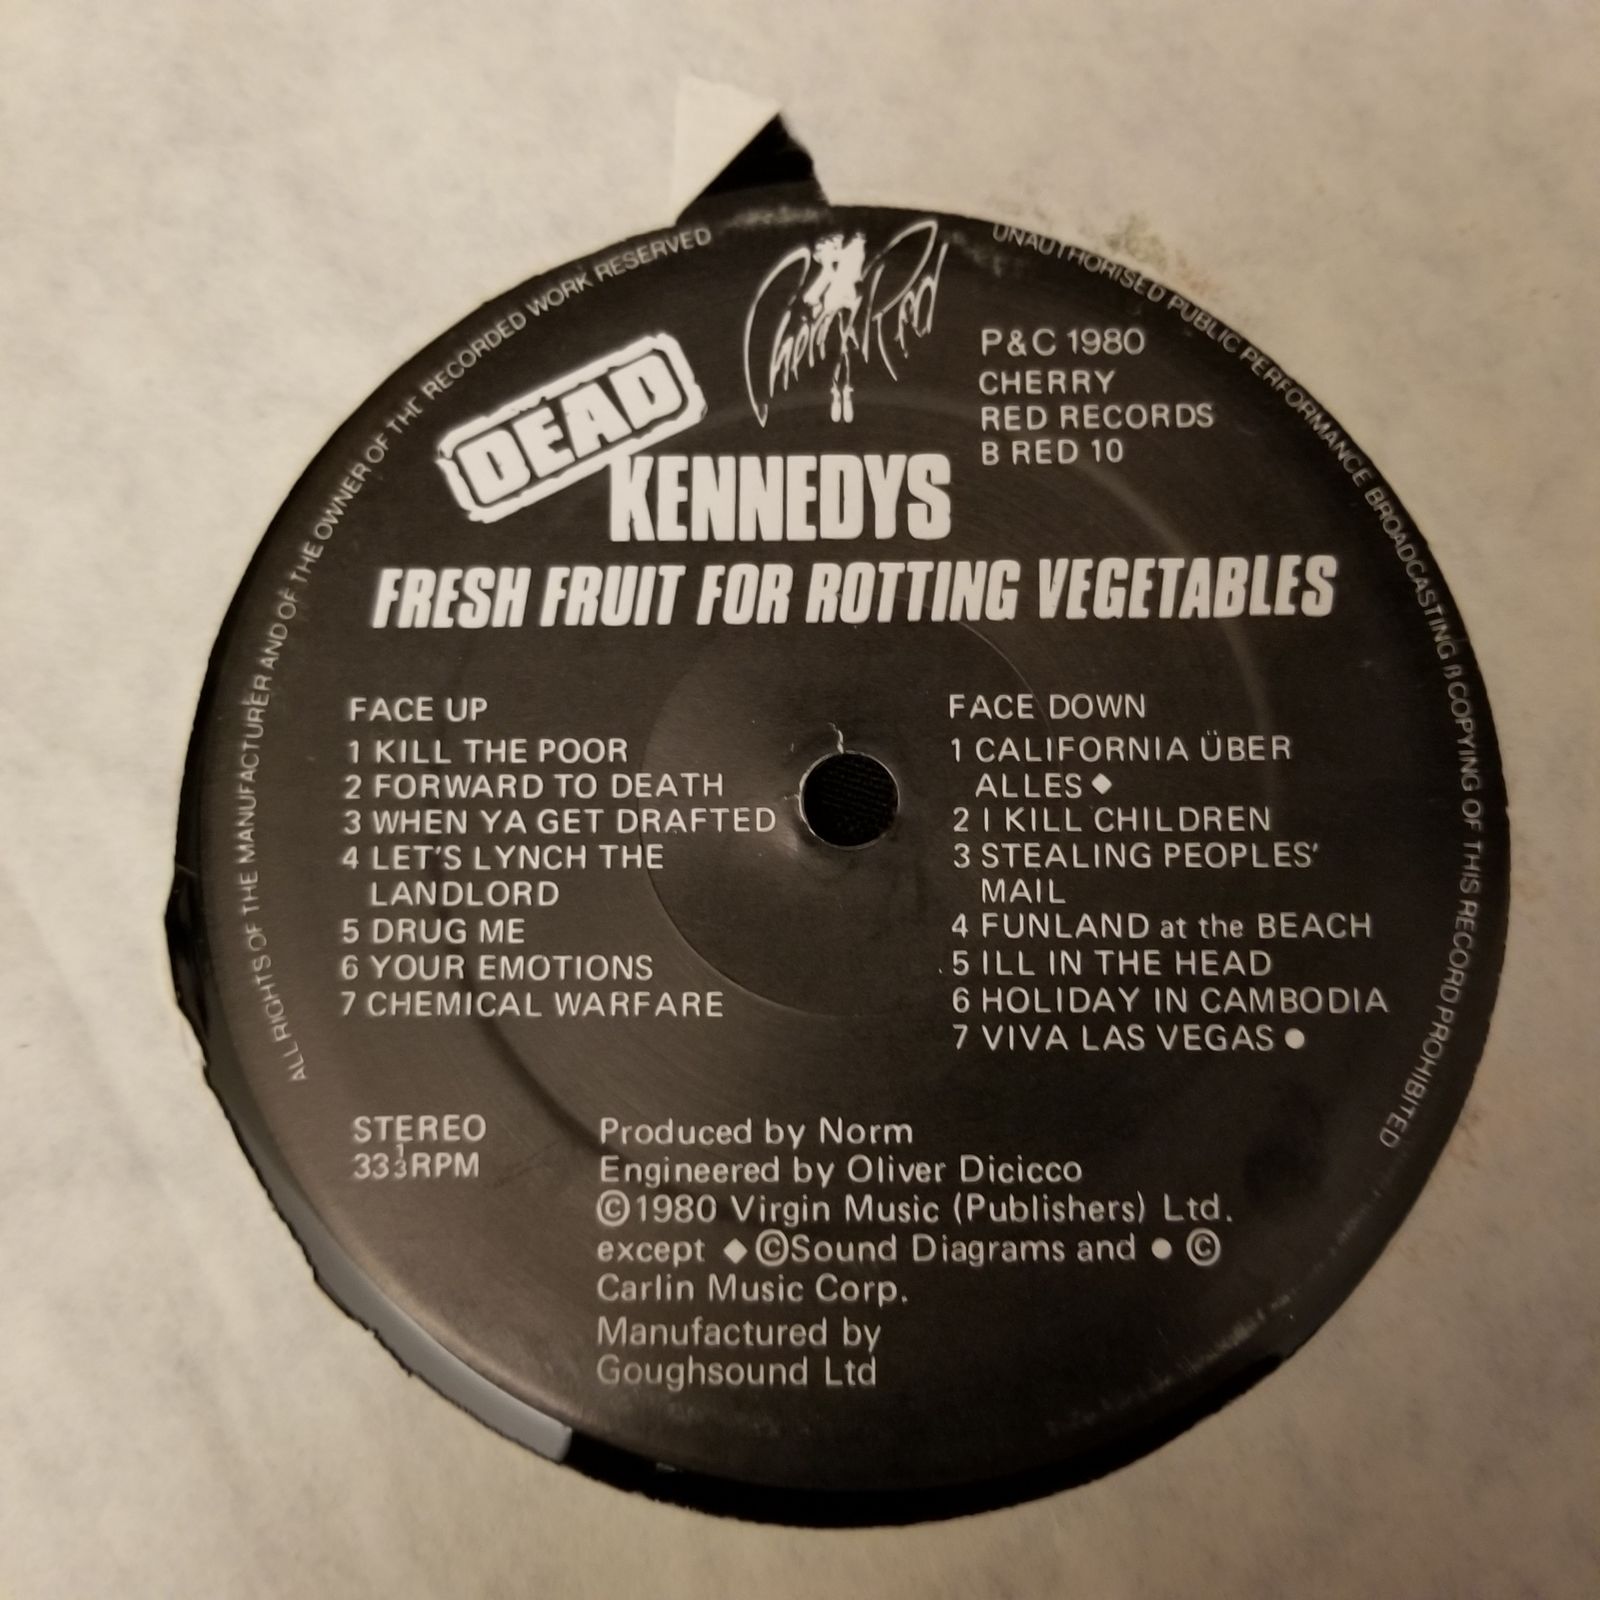 ALL RIGHTS OF THE MANUFACTURER AND OF THE OWNER OF THE RECORDED WORK RESERVED
UNAUTHORISED PUBLIC PERFORMANCE BROADCASTING & COPYING OF THIS RECORD PROHIBITED
Cherry Red
P&C 1980
CHERRY
RED RECORDS
B RED 10
DEAD
KENNEDYS
FRESH FRUIT FOR ROTTING VEGETABLES
FACE UP
1 KILL THE POOR
2 FORWARD TO DEATH
3 WHEN YA GET DRAFTED
4 LET'S LYNCH THE
LANDLORD
5 DRUG ME
6 YOUR EMOTIONS
7 CHEMICAL WARFARE
FACE DOWN
1 CALIFORNIA ÜBER
ALLES ◆
2 I KILL CHILDREN
3 STEALING PEOPLES'
MAIL
4 FUNLAND at the BEACH
5 ILL IN THE HEAD
6 HOLIDAY IN CAMBODIA
7 VIVA LAS VEGAS ●
STEREO
33⅓RPM
Produced by Norm
Engineered by Oliver Dicicco
©1980 Virgin Music (Publishers) Ltd.
except ◆ ©Sound Diagrams and ● ©
Carlin Music Corp.
Manufactured by
Goughsound Ltd